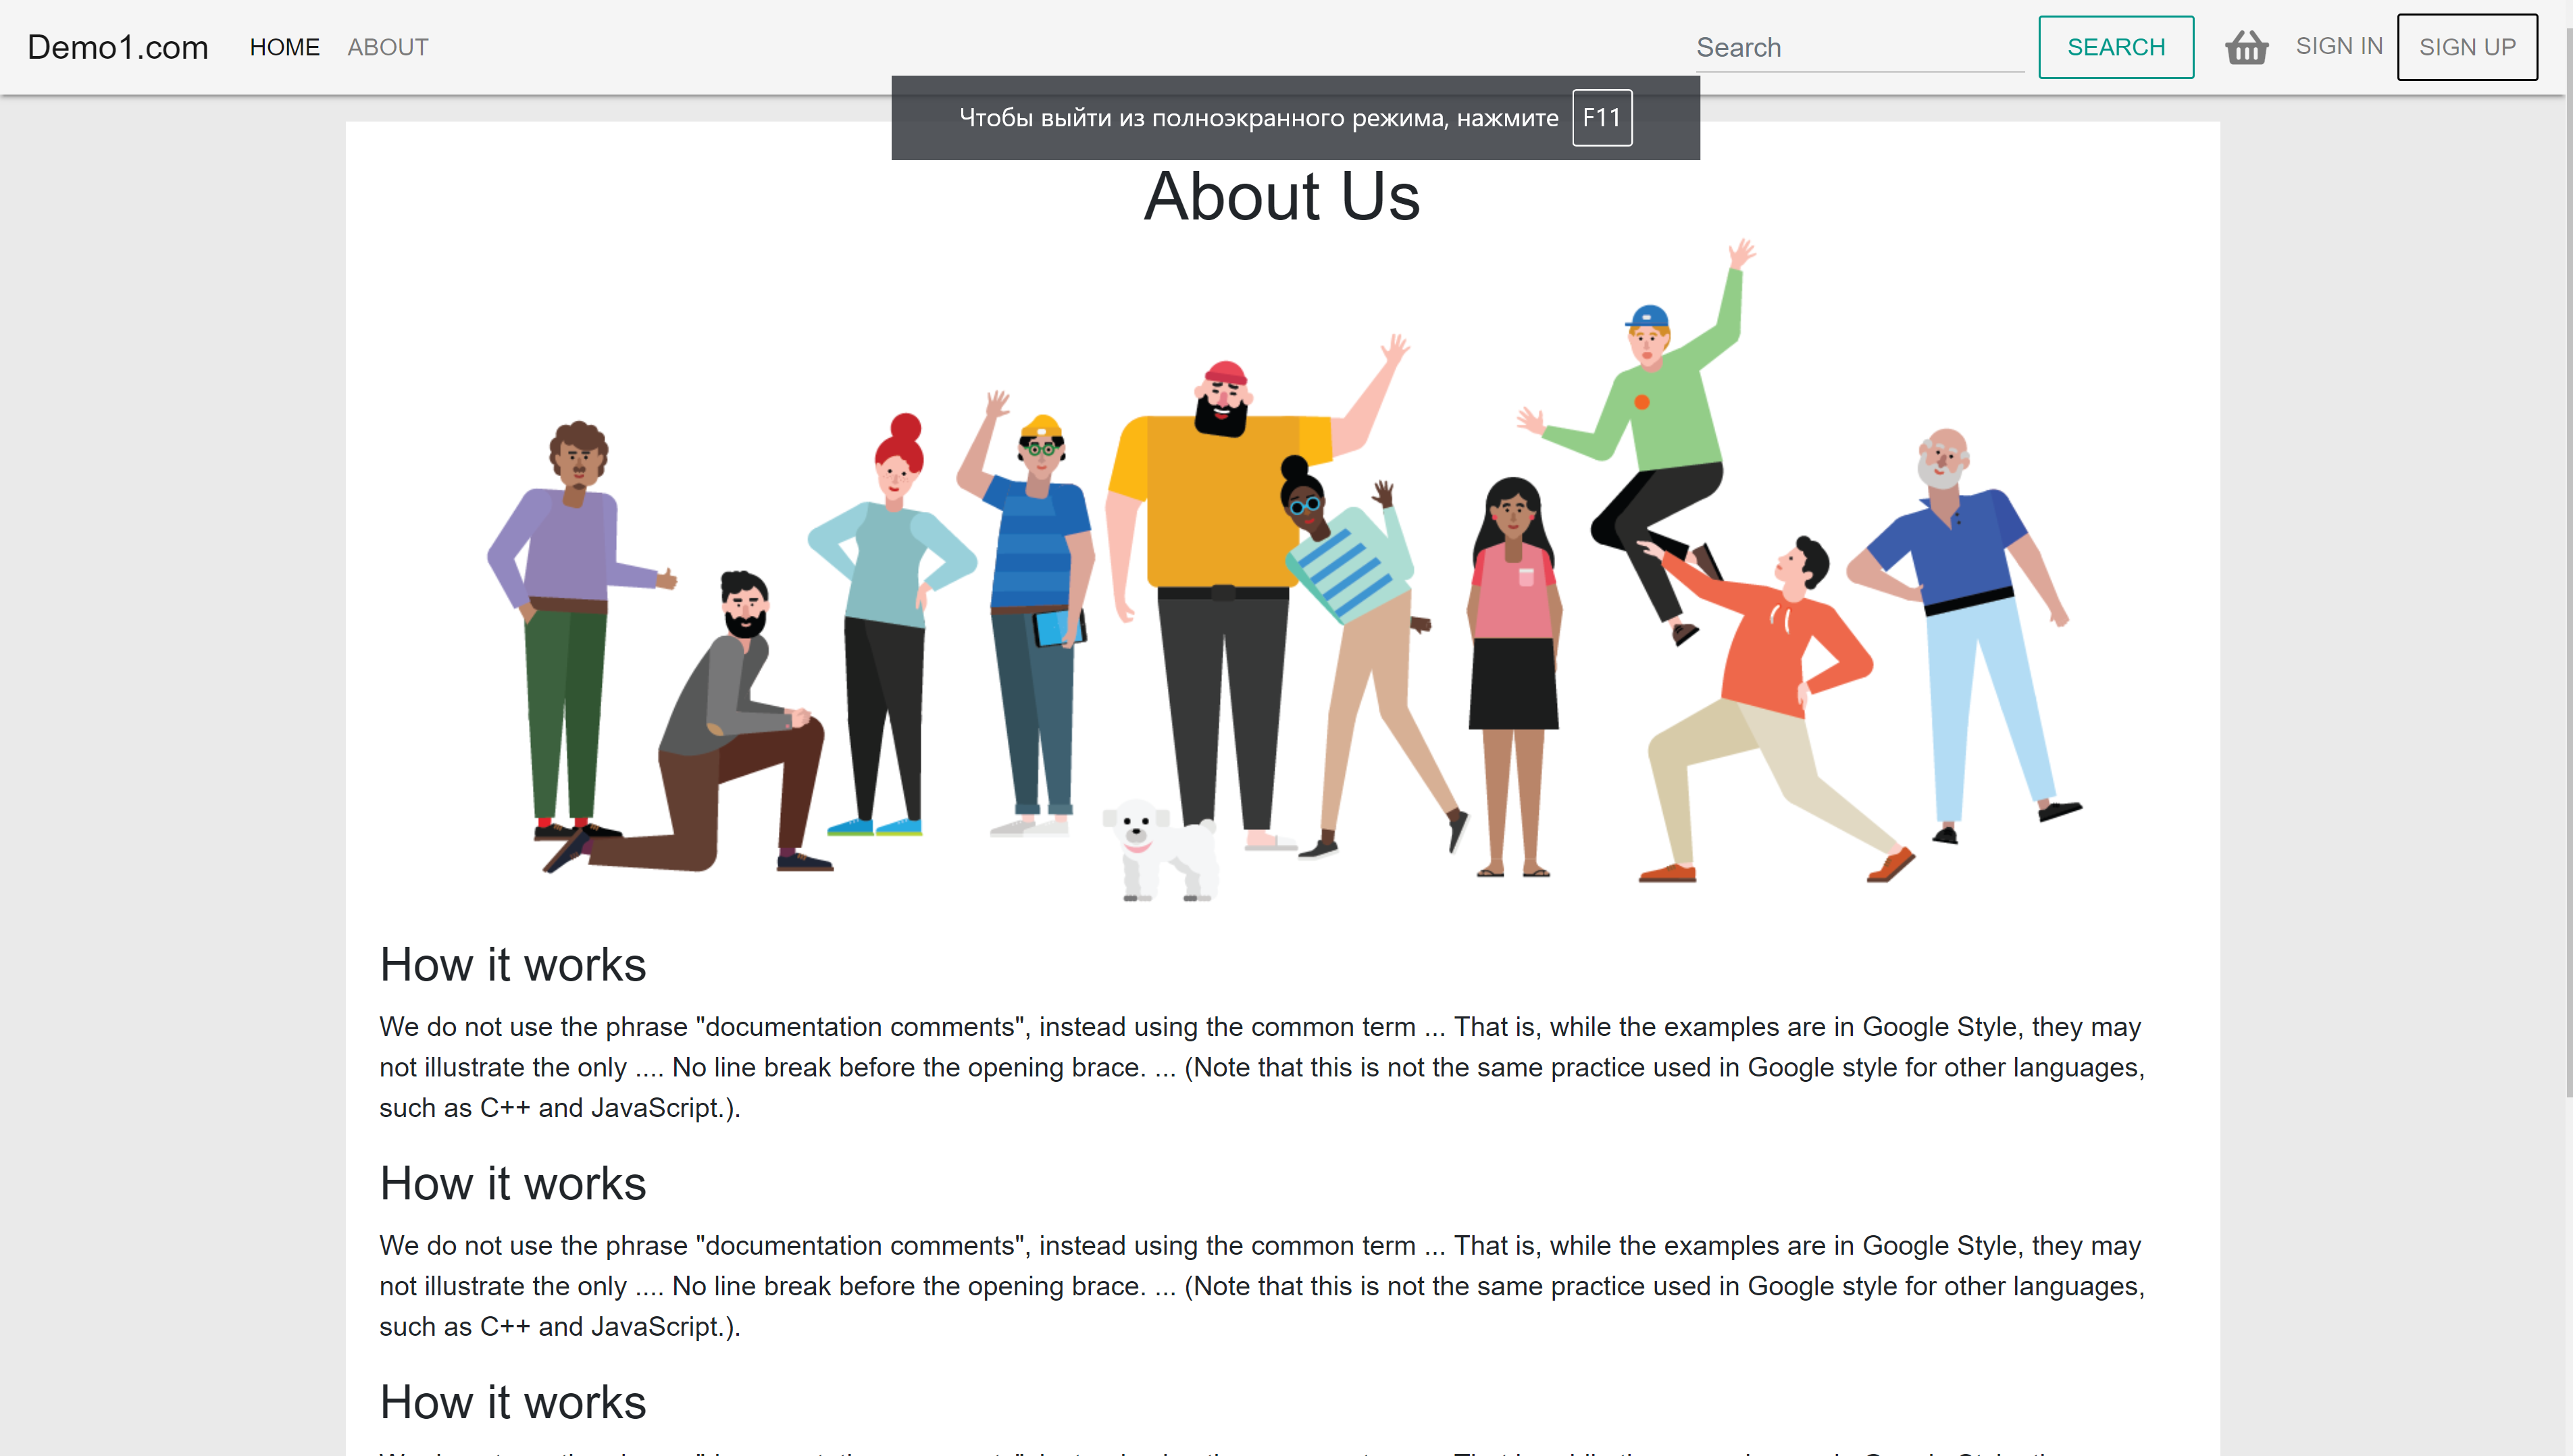 Demo1.com HOME ABOUT Search SEARCH SIGN IN SIGN UP
Чтобы выйти из полноэкранного режима, нажмите F11
About Us
How it works
We do not use the phrase "documentation comments", instead using the common term ... That is, while the examples are in Google Style, they may
not illustrate the only .... No line break before the opening brace. ... (Note that this is not the same practice used in Google style for other languages,
such as C++ and JavaScript.).
How it works
We do not use the phrase "documentation comments", instead using the common term ... That is, while the examples are in Google Style, they may
not illustrate the only .... No line break before the opening brace. ... (Note that this is not the same practice used in Google style for other languages,
such as C++ and JavaScript.).
How it works